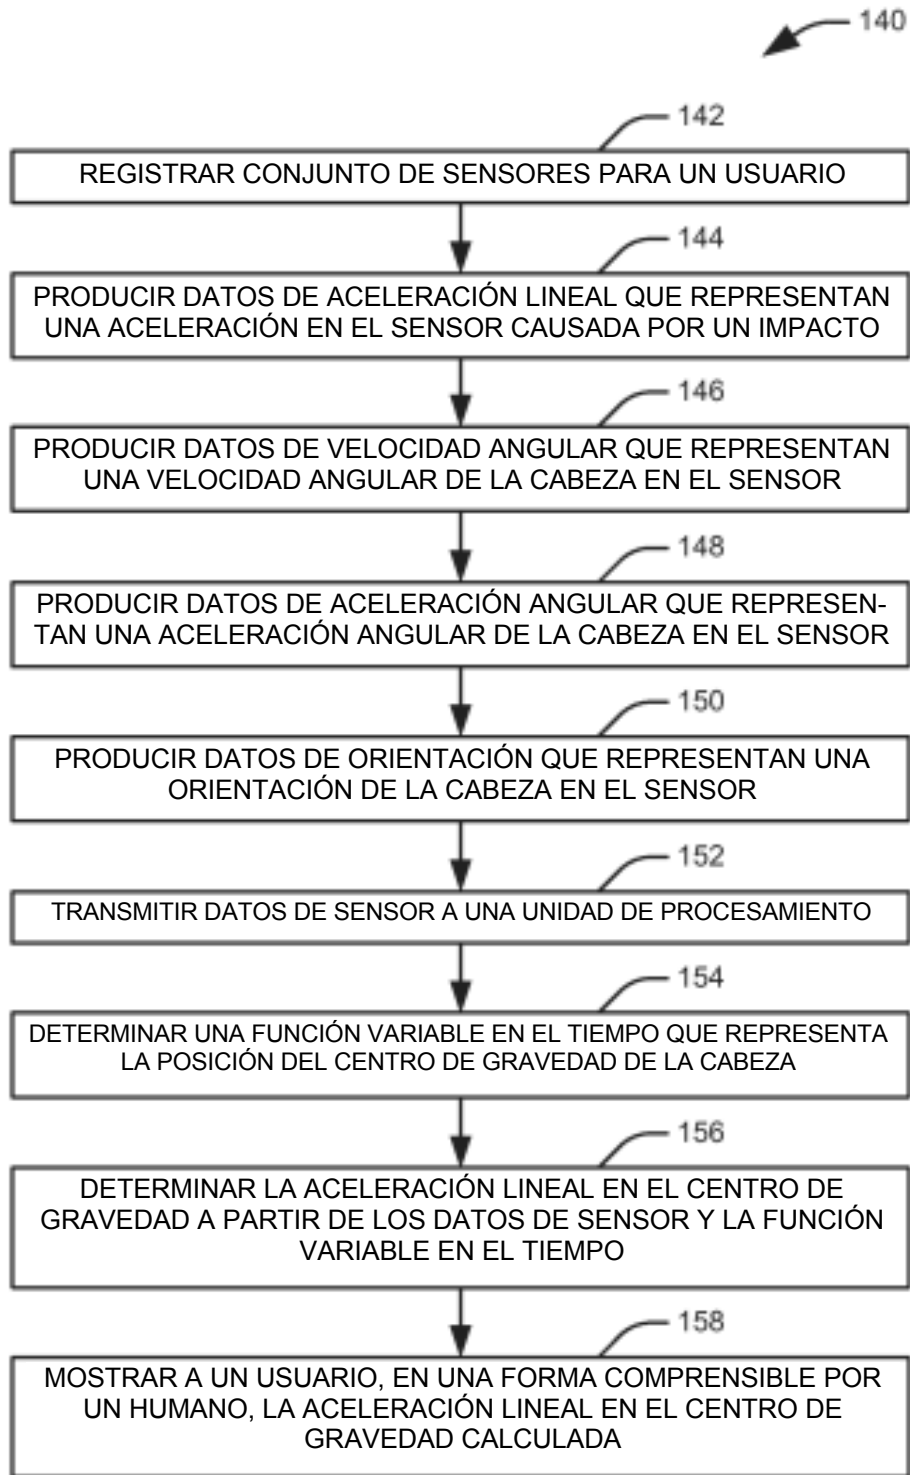 140
142
REGISTRAR CONJUNTO DE SENSORES PARA UN USUARIO
144
PRODUCIR DATOS DE ACELERACIÓN LINEAL QUE REPRESENTAN
UNA ACELERACIÓN EN EL SENSOR CAUSADA POR UN IMPACTO
146
PRODUCIR DATOS DE VELOCIDAD ANGULAR QUE REPRESENTAN
UNA VELOCIDAD ANGULAR DE LA CABEZA EN EL SENSOR
148
PRODUCIR DATOS DE ACELERACIÓN ANGULAR QUE REPRESEN-
TAN UNA ACELERACIÓN ANGULAR DE LA CABEZA EN EL SENSOR
150
PRODUCIR DATOS DE ORIENTACIÓN QUE REPRESENTAN UNA
ORIENTACIÓN DE LA CABEZA EN EL SENSOR
152
TRANSMITIR DATOS DE SENSOR A UNA UNIDAD DE PROCESAMIENTO
154
DETERMINAR UNA FUNCIÓN VARIABLE EN EL TIEMPO QUE REPRESENTA
LA POSICIÓN DEL CENTRO DE GRAVEDAD DE LA CABEZA
156
DETERMINAR LA ACELERACIÓN LINEAL EN EL CENTRO DE
GRAVEDAD A PARTIR DE LOS DATOS DE SENSOR Y LA FUNCIÓN
VARIABLE EN EL TIEMPO
158
MOSTRAR A UN USUARIO, EN UNA FORMA COMPRENSIBLE POR
UN HUMANO, LA ACELERACIÓN LINEAL EN EL CENTRO DE
GRAVEDAD CALCULADA